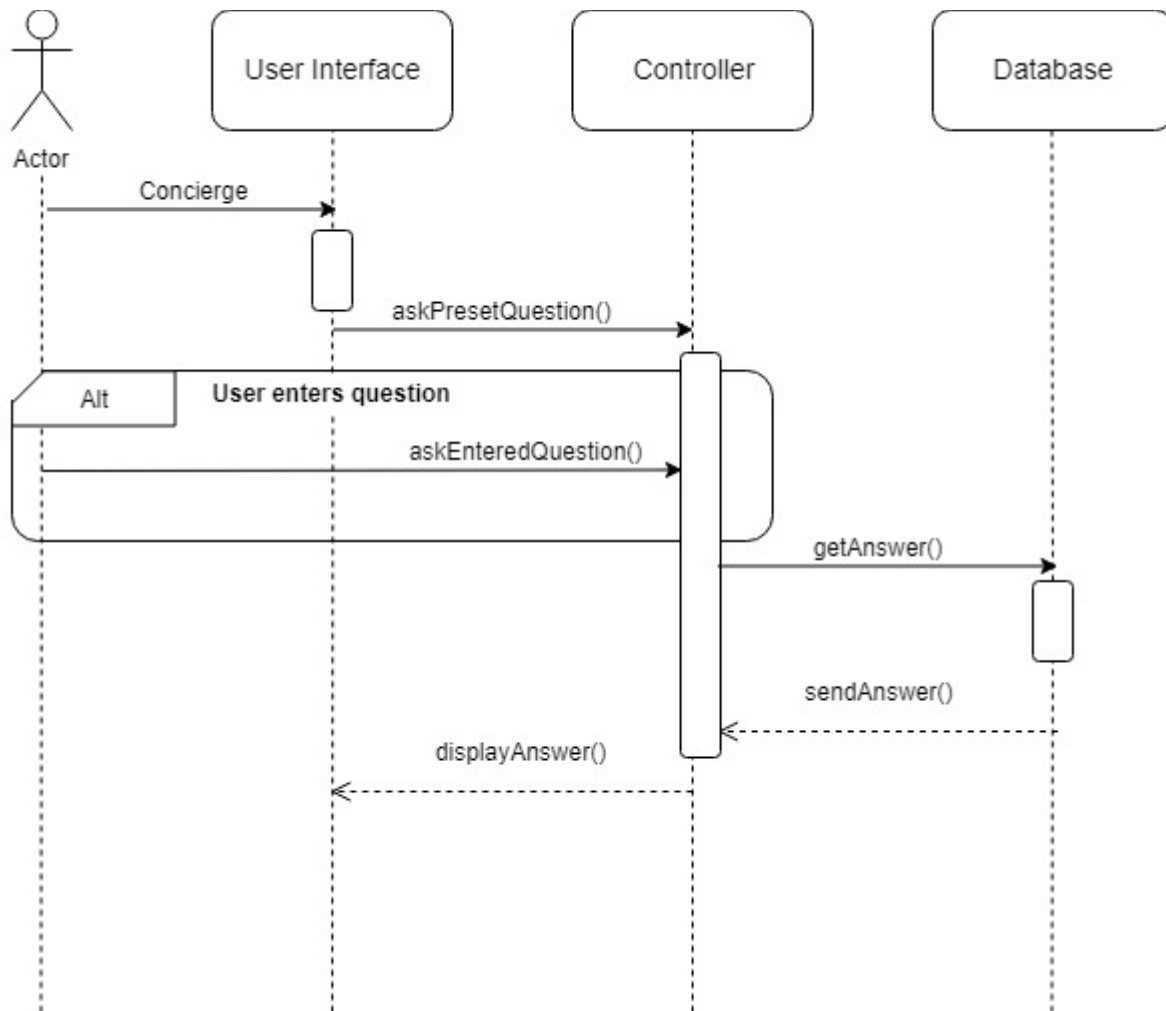 User Interface
Controller
Database
Actor
Concierge
askPresetQuestion()
Alt
User enters question
askEnteredQuestion()
getAnswer()
sendAnswer()
displayAnswer()